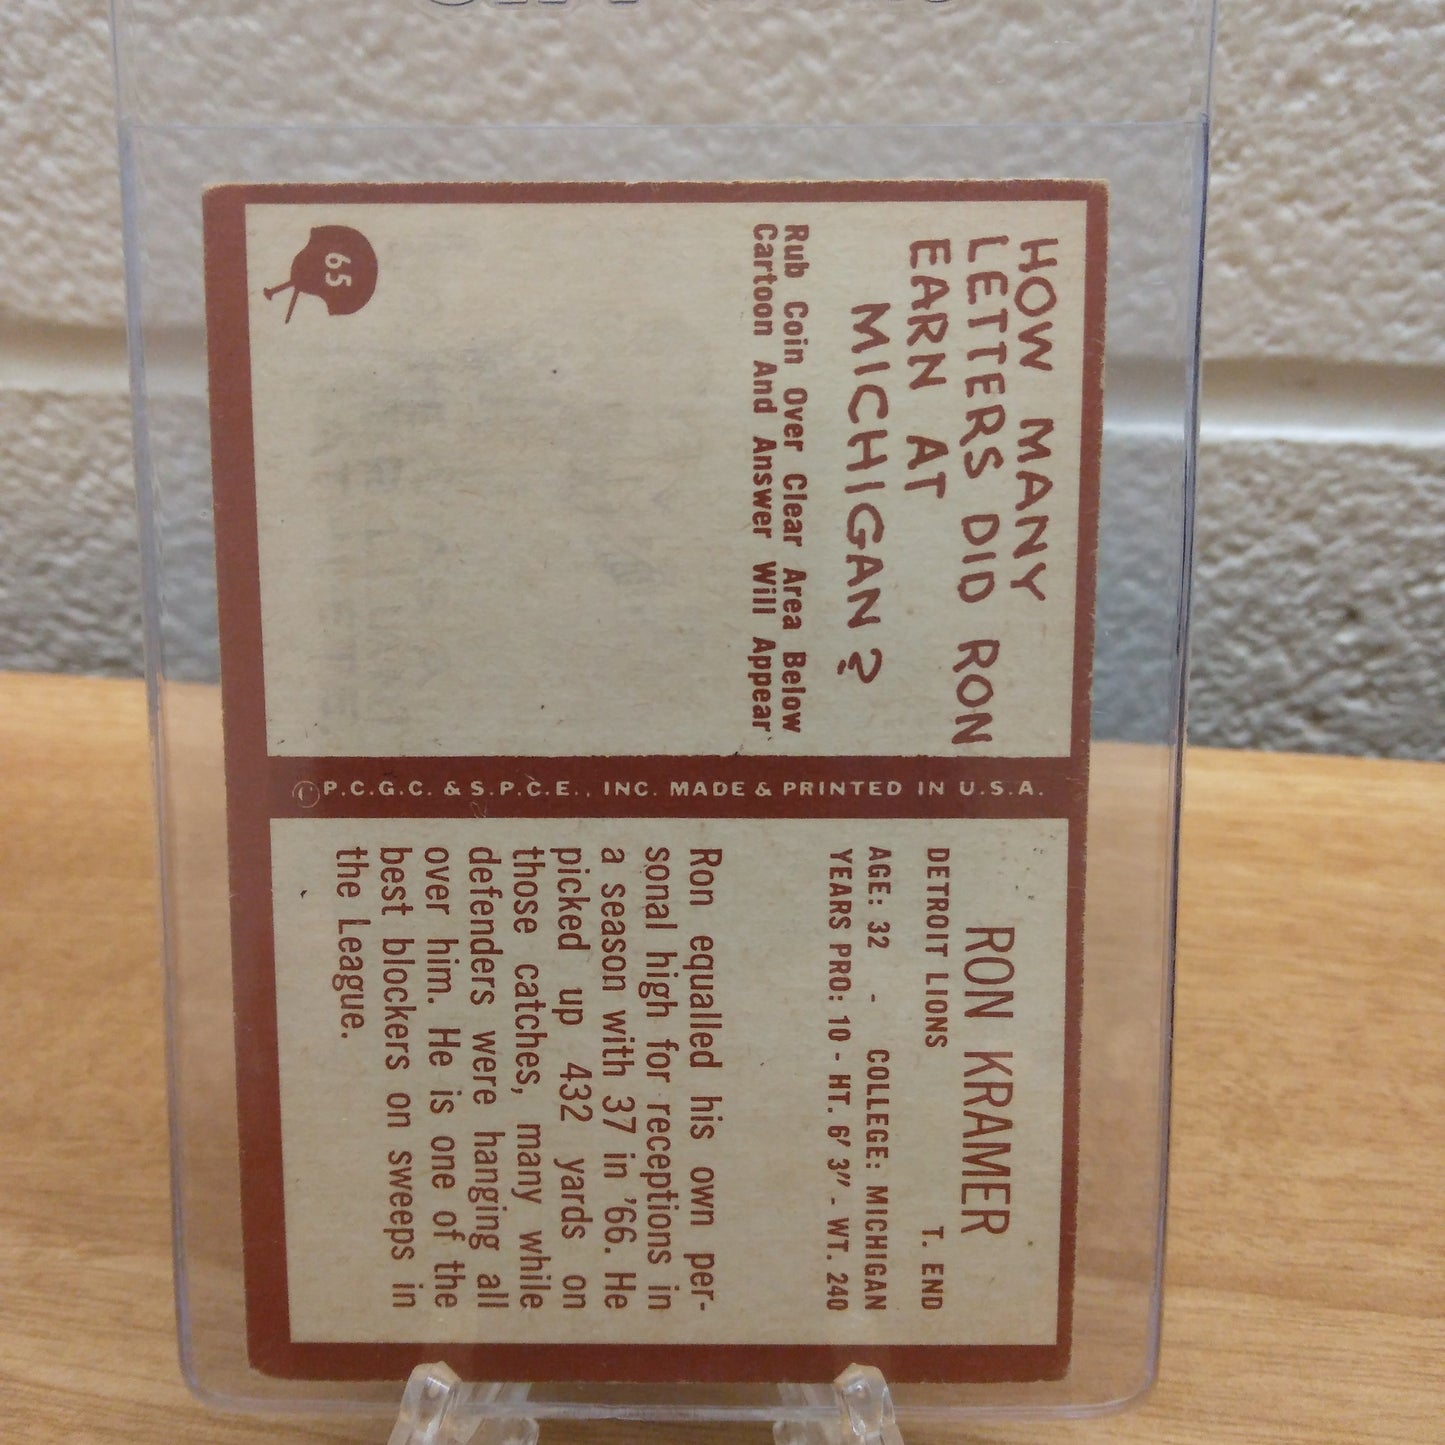 HOW MANY
LETTERS DID RON
EARN AT
MICHIGAN?
Rub Coin Over Clear Area Below
Cartoon And Answer Will Appear
65
© P.C.G.C. & S.P.C.E., INC. MADE & PRINTED IN U.S.A.
RON KRAMER
DETROIT LIONS T. END
AGE: 32 - COLLEGE: MICHIGAN
YEARS PRO: 10 - HT. 6' 3" - WT. 240
Ron equalled his own per-
sonal high for receptions in
a season with 37 in '66. He
picked up 432 yards on
those catches, many while
defenders were hanging all
over him. He is one of the
best blockers on sweeps in
the League.